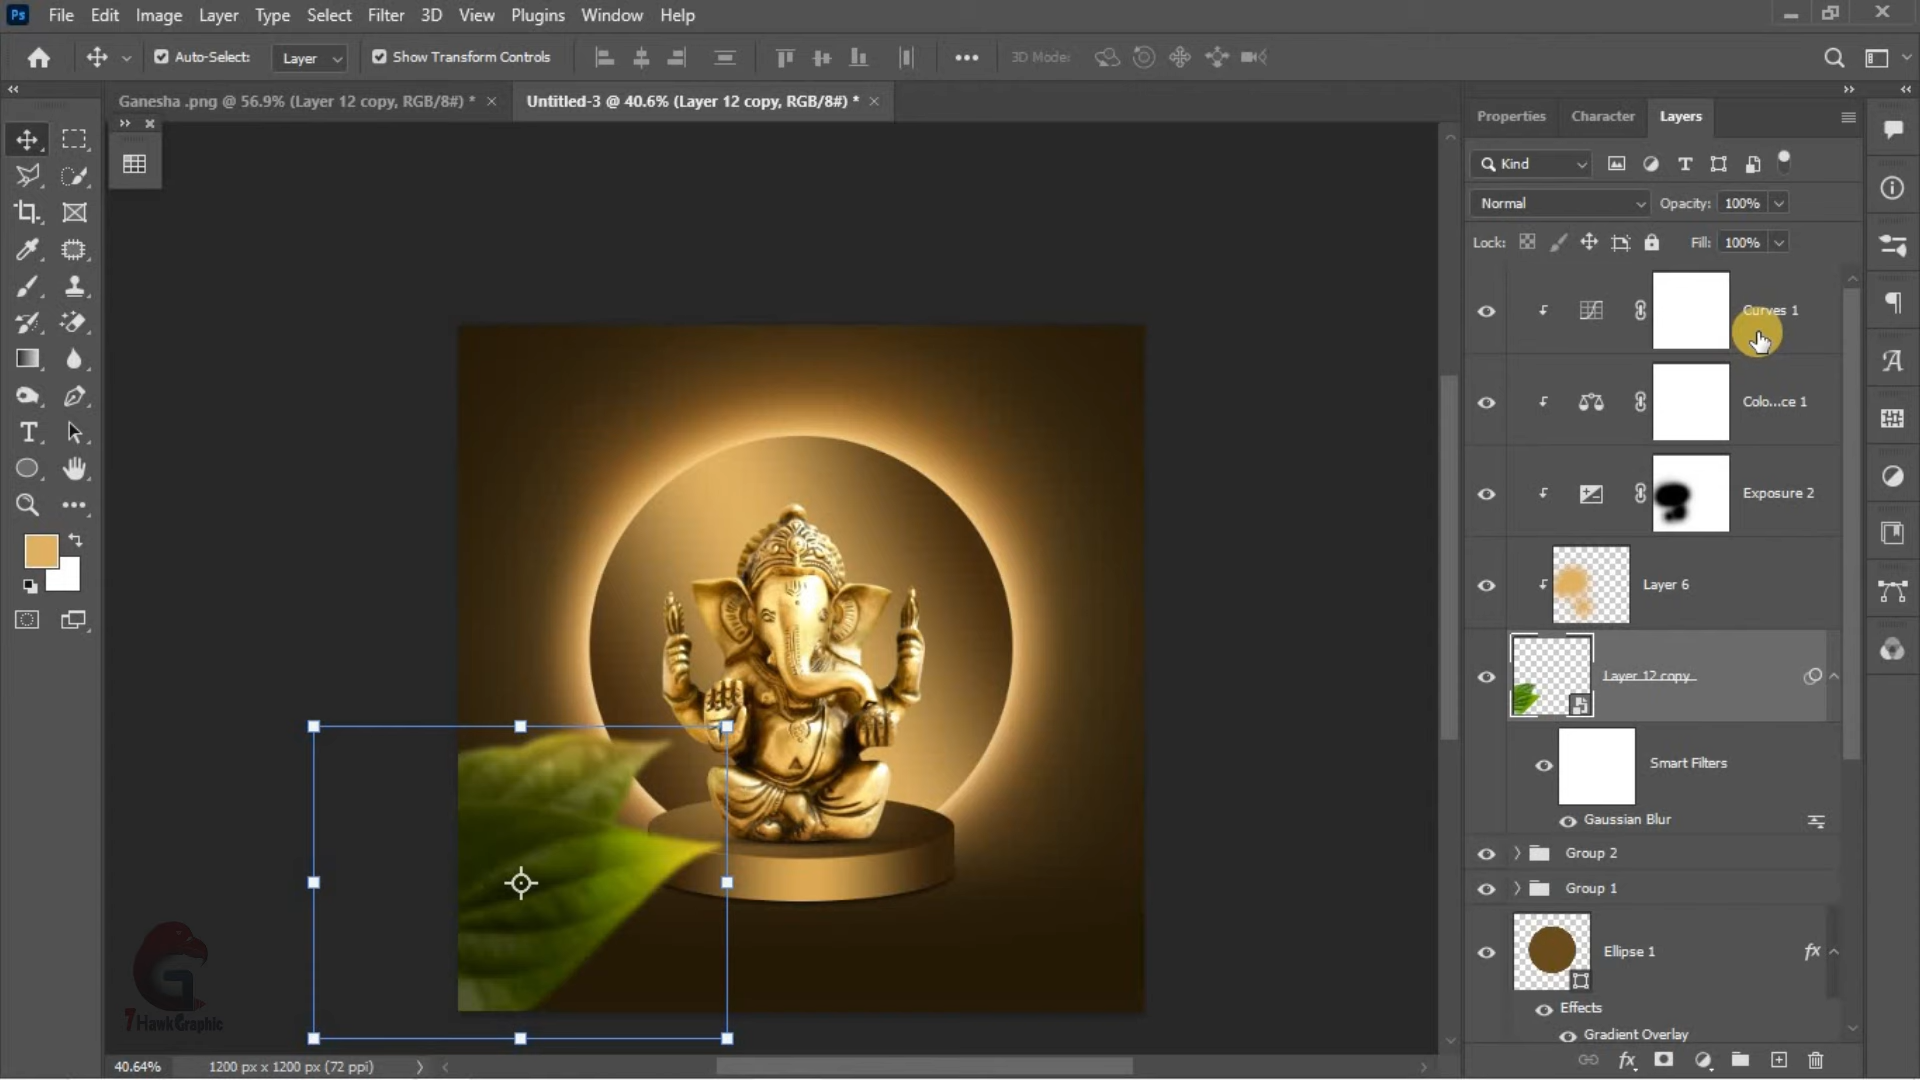 Ps File Edit Image Layer Type Select Filter 3D View Plugins Window Help
Auto-Select: Layer Show Transform Controls 3D Mode:
Ganesha .png @ 56.9% (Layer 12 copy, RGB/8#) * Untitled-3 @ 40.6% (Layer 12 copy, RGB/8#) *
Properties Character Layers
Kind
Normal Opacity: 100%
Lock: Fill: 100%
Curves 1
Colo...ce 1
Exposure 2
Layer 6
Layer 12 copy
Smart Filters
Gaussian Blur
Group 2
Group 1
Ellipse 1 fx
Effects
Gradient Overlay
7HawkGraphic
40.64% 1200 px x 1200 px (72 ppi)
fx